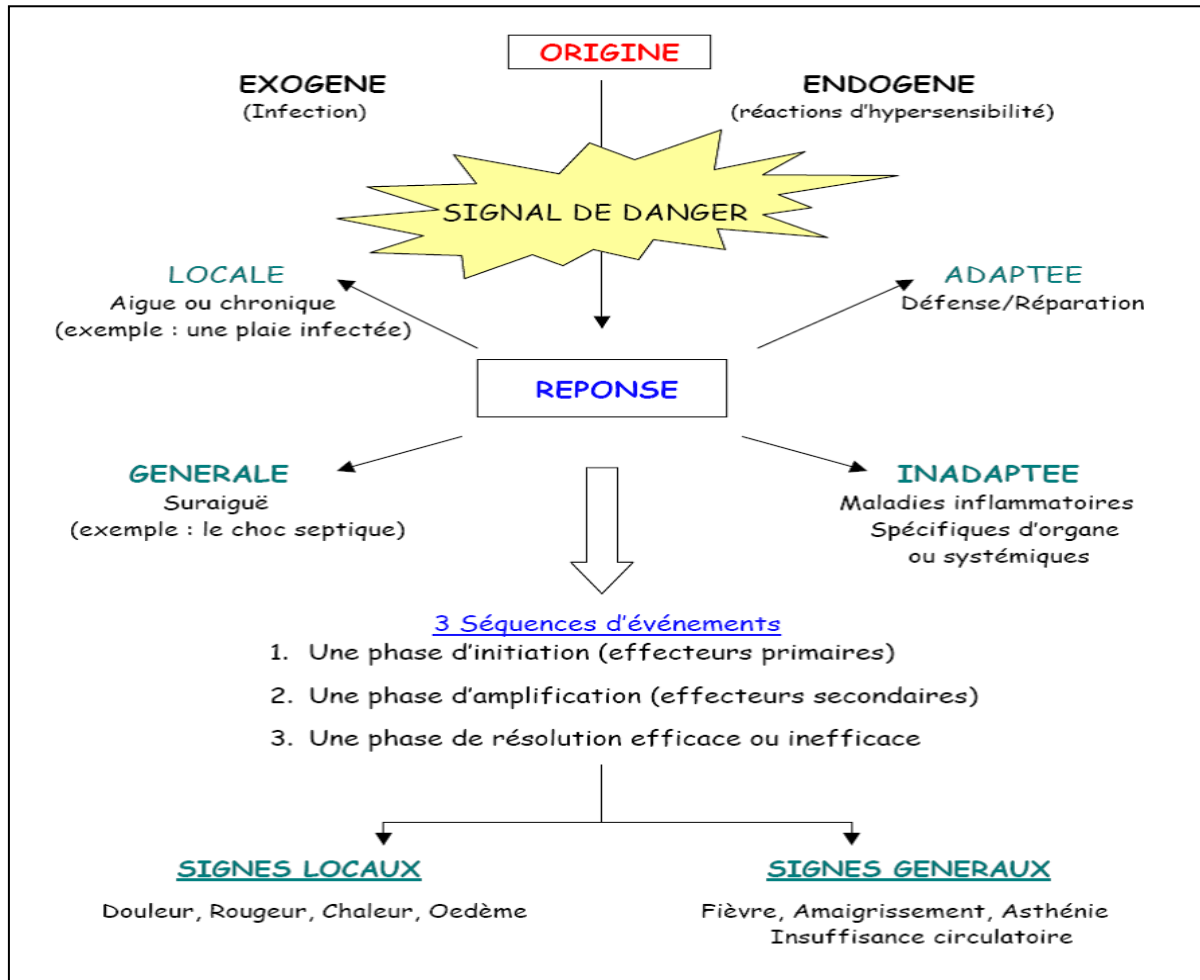 ORIGINE
EXOGENE
(Infection)
ENDOGENE
(réactions d'hypersensibilité)
SIGNAL DE DANGER
LOCALE
Aigue ou chronique
(exemple : une plaie infectée)
ADAPTEE
Défense/Réparation
REPONSE
GENERALE
Suraiguë
(exemple : le choc septique)
INADAPTEE
Maladies inflammatoires
Spécifiques d'organe
ou systémiques
3 Séquences d'événements
1. Une phase d'initiation (effecteurs primaires)
2. Une phase d'amplification (effecteurs secondaires)
3. Une phase de résolution efficace ou inefficace
SIGNES LOCAUX
Douleur, Rougeur, Chaleur, Oedème
SIGNES GENERAUX
Fièvre, Amaigrissement, Asthénie
Insuffisance circulatoire